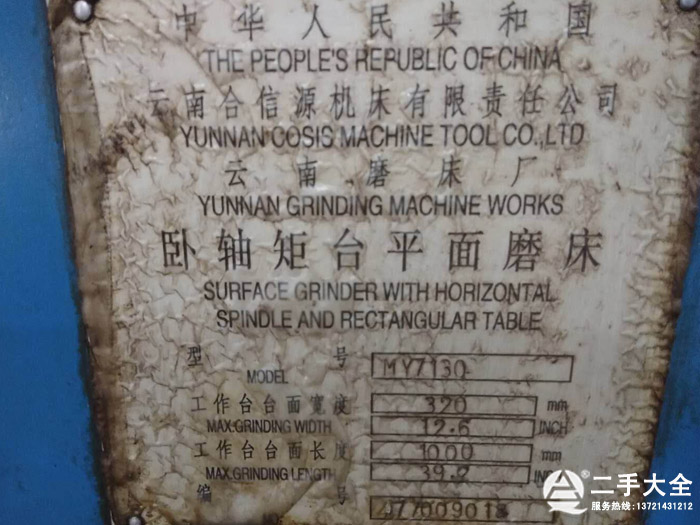 中华人民共和国
THE PEOPLE'S REPUBLIC OF CHINA
云南合信源机床有限责任公司
YUNNAN COSIS MACHINE TOOL CO.,LTD
云南磨床厂
YUNNAN GRINDING MACHINE WORKS
卧轴矩台平面磨床
SURFACE GRINDER WITH HORIZONTAL
SPINDLE AND RECTANGULAR TABLE
型号 MY7130
MODEL
工作台台面宽度 320 mm
MAX.GRINDING WIDTH 12.6 INCH
工作台台面长度 1000 mm
MAX.GRINDING LENGTH 39.2
编号
二手大全
服务热线:13721431212